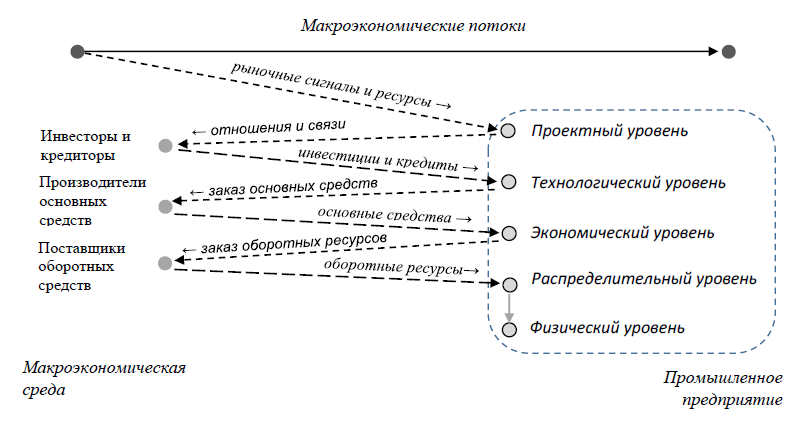 Макроэкономические потоки
рыночные сигналы и ресурсы →
← отношения и связи
Проектный уровень
Инвесторы и
кредиторы
инвестиции и кредиты →
Производители
основных
средств
← заказ основных средств
Технологический уровень
основные средства →
Экономический уровень
Поставщики
оборотных
средств
← заказ оборотных ресурсов
оборотные ресурсы→
Распределительный уровень
Физический уровень
Макроэкономическая
среда
Промышленное
предприятие